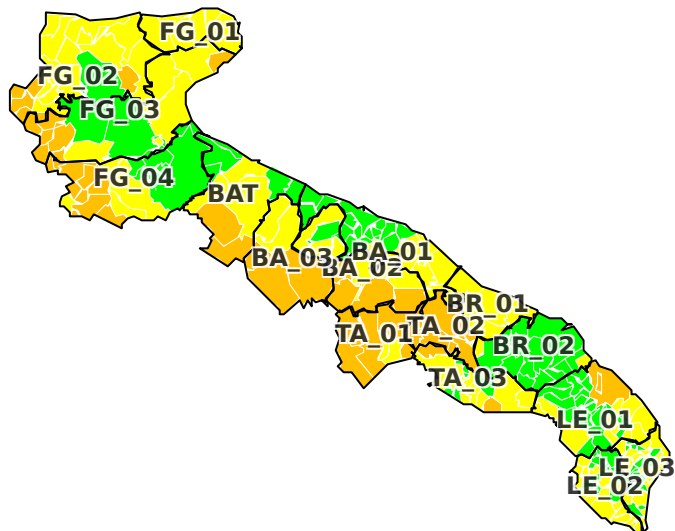 FG_01
FG_02
FG_03
FG_04
BAT
BA_01
BA_03
BA_02
BR_01
TA_02
TA_01
BR_02
TA_03
LE_01
LE_03
LE_02